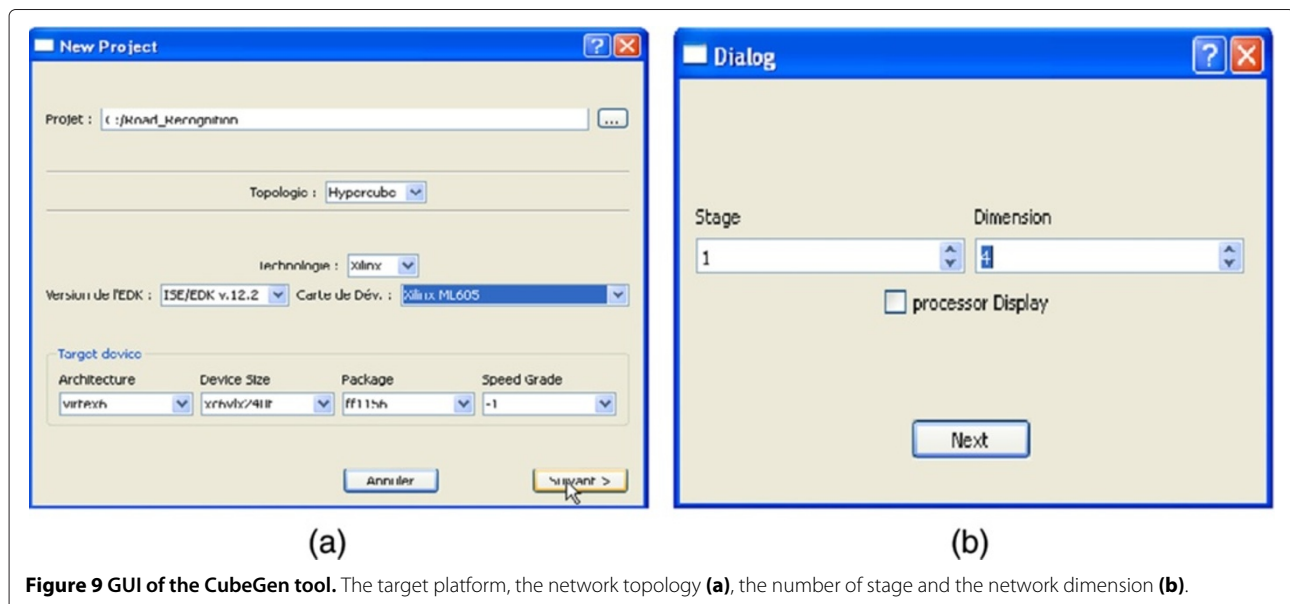 New Project
Projet : C:/Road_Recognition ...
Topologie : Hypercube
Technologie : Xilinx
Version de l'EDK : ISE/EDK v.12.2 Carte de Dév. : Xilinx ML605
Target device
Architecture Device Size Package Speed Grade
virtex6 xc6vlx240t ff1156 -1
Annuler Suivant >
(a)
Dialog
Stage Dimension
1 4
processor Display
Next
(b)
Figure 9 GUI of the CubeGen tool. The target platform, the network topology (a), the number of stage and the network dimension (b).